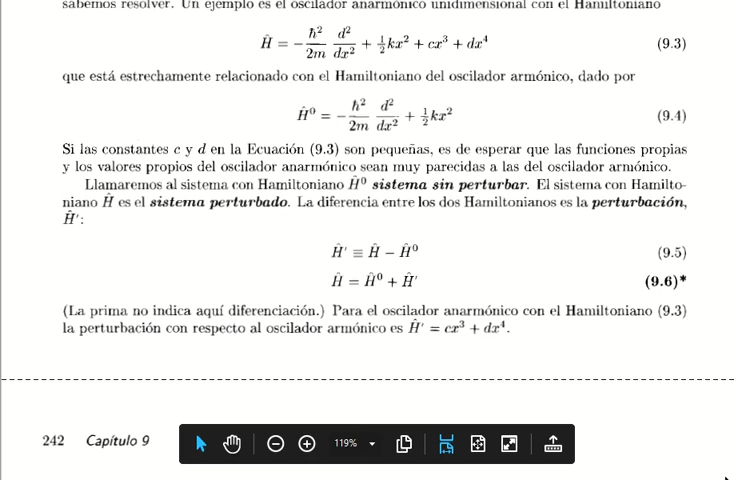 sabemos resolver. Un ejemplo es el oscilador anarmónico unidimensional con el Hamiltoniano
Ĥ = −ħ²/2m d²/dx² + ½kx² + cx³ + dx⁴ (9.3)
que está estrechamente relacionado con el Hamiltoniano del oscilador armónico, dado por
Ĥ⁰ = −ħ²/2m d²/dx² + ½kx² (9.4)
Si las constantes c y d en la Ecuación (9.3) son pequeñas, es de esperar que las funciones propias
y los valores propios del oscilador anarmónico sean muy parecidas a las del oscilador armónico.
Llamaremos al sistema con Hamiltoniano Ĥ⁰ sistema sin perturbar. El sistema con Hamilto-
niano Ĥ es el sistema perturbado. La diferencia entre los dos Hamiltonianos es la perturbación,
Ĥ′:
Ĥ′ ≡ Ĥ − Ĥ⁰ (9.5)
Ĥ = Ĥ⁰ + Ĥ′ (9.6)*
(La prima no indica aquí diferenciación.) Para el oscilador anarmónico con el Hamiltoniano (9.3)
la perturbación con respecto al oscilador armónico es Ĥ′ = cx³ + dx⁴.
242 Capítulo 9
119%